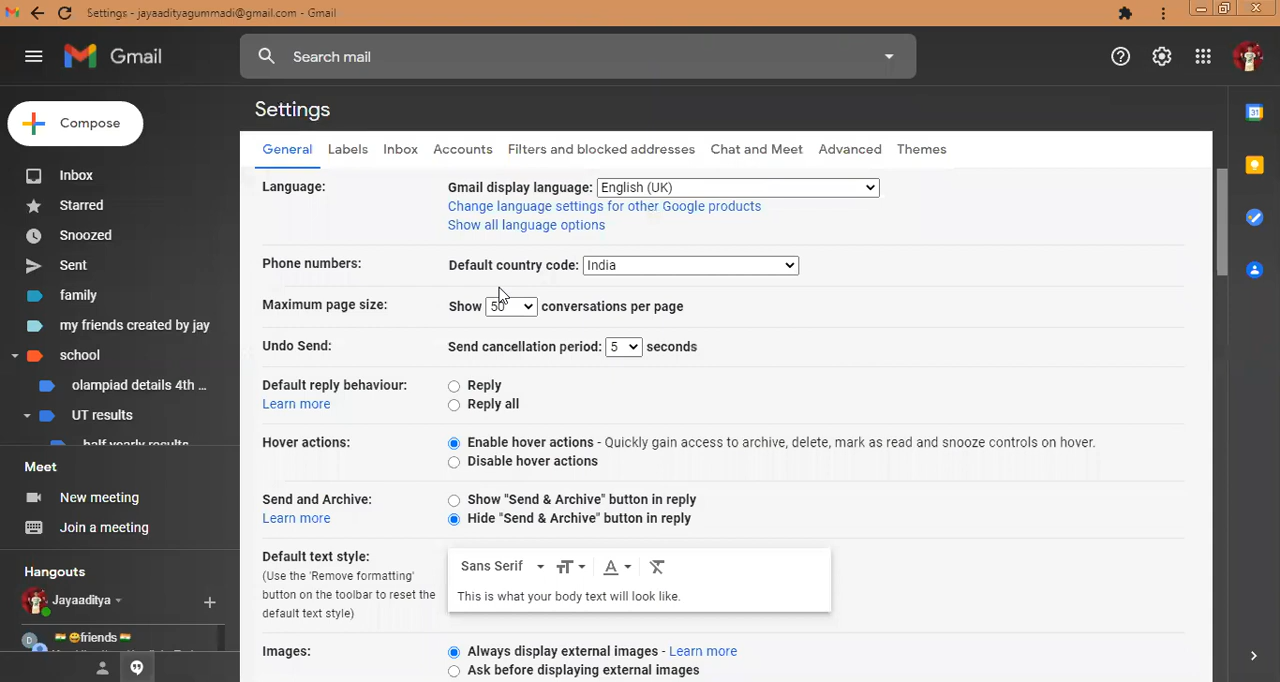 Settings - jayaadityagummadi@gmail.com - Gmail
Gmail
Search mail
Compose
Inbox
Starred
Snoozed
Sent
family
my friends created by jay
school
olampiad details 4th ...
UT results
half yearly results
Meet
New meeting
Join a meeting
Hangouts
Jayaaditya
friends
Settings
General Labels Inbox Accounts Filters and blocked addresses Chat and Meet Advanced Themes
Language: Gmail display language: English (UK)
Change language settings for other Google products
Show all language options
Phone numbers: Default country code: India
Maximum page size: Show 50 conversations per page
Undo Send: Send cancellation period: 5 seconds
Default reply behaviour: Reply
Learn more Reply all
Hover actions: Enable hover actions - Quickly gain access to archive, delete, mark as read and snooze controls on hover.
Disable hover actions
Send and Archive: Show "Send & Archive" button in reply
Learn more Hide "Send & Archive" button in reply
Default text style: Sans Serif
(Use the 'Remove formatting'
button on the toolbar to reset the
default text style)
This is what your body text will look like.
Images: Always display external images - Learn more
Ask before displaying external images
31
D